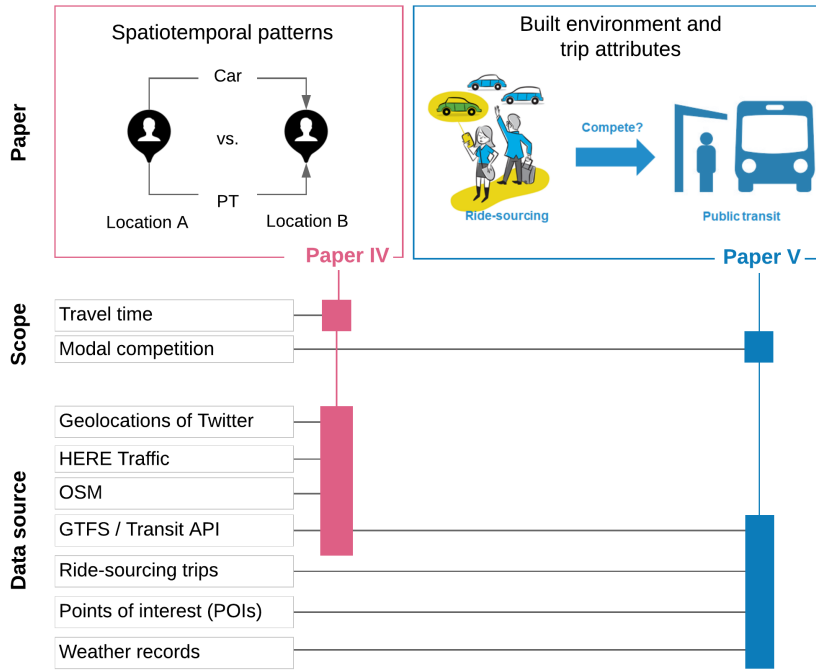 Paper
Spatiotemporal patterns
Car
vs.
PT
Location A
Location B
Paper IV
Built environment and
trip attributes
Compete?
Ride-sourcing
Public transit
Paper V
Scope
Travel time
Modal competition
Data source
Geolocations of Twitter
HERE Traffic
OSM
GTFS / Transit API
Ride-sourcing trips
Points of interest (POIs)
Weather records